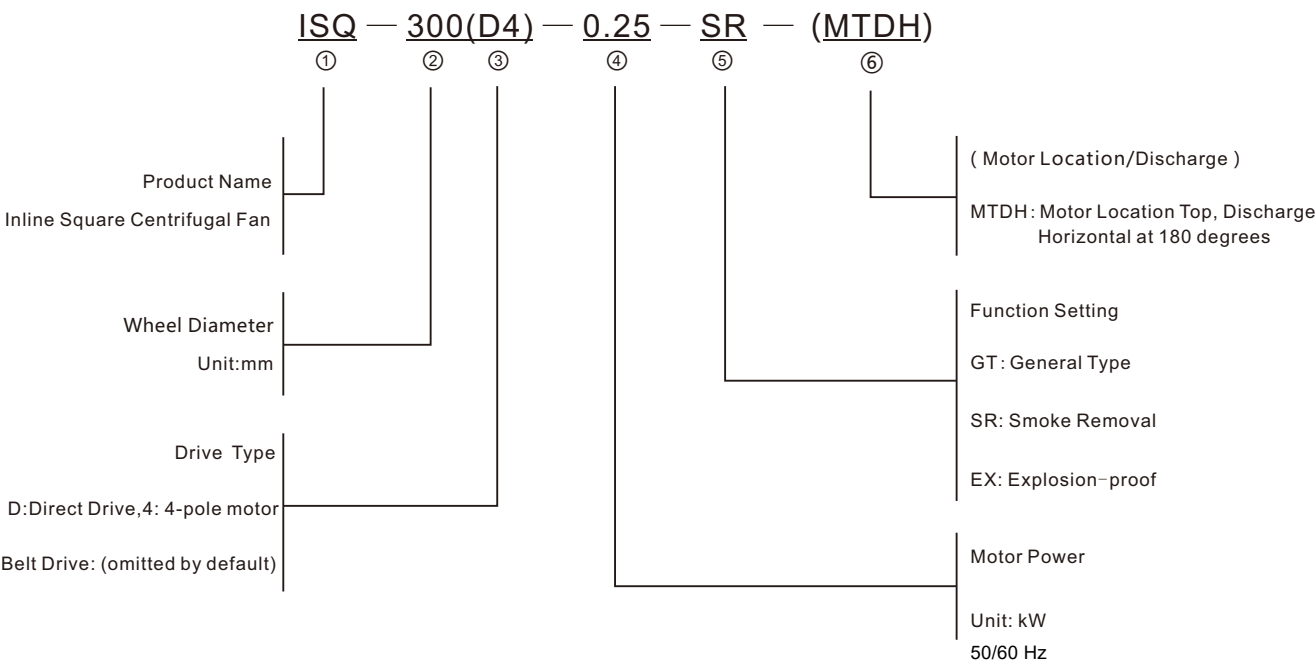 ISQ — 300(D4) — 0.25 — SR — (MTDH)
① ② ③ ④ ⑤ ⑥
Product Name
Inline Square Centrifugal Fan
Wheel Diameter
Unit:mm
Drive Type
D:Direct Drive,4: 4-pole motor
Belt Drive: (omitted by default)
( Motor Location/Discharge )
MTDH: Motor Location Top, Discharge
Horizontal at 180 degrees
Function Setting
GT: General Type
SR: Smoke Removal
EX: Explosion-proof
Motor Power
Unit: kW
50/60 Hz